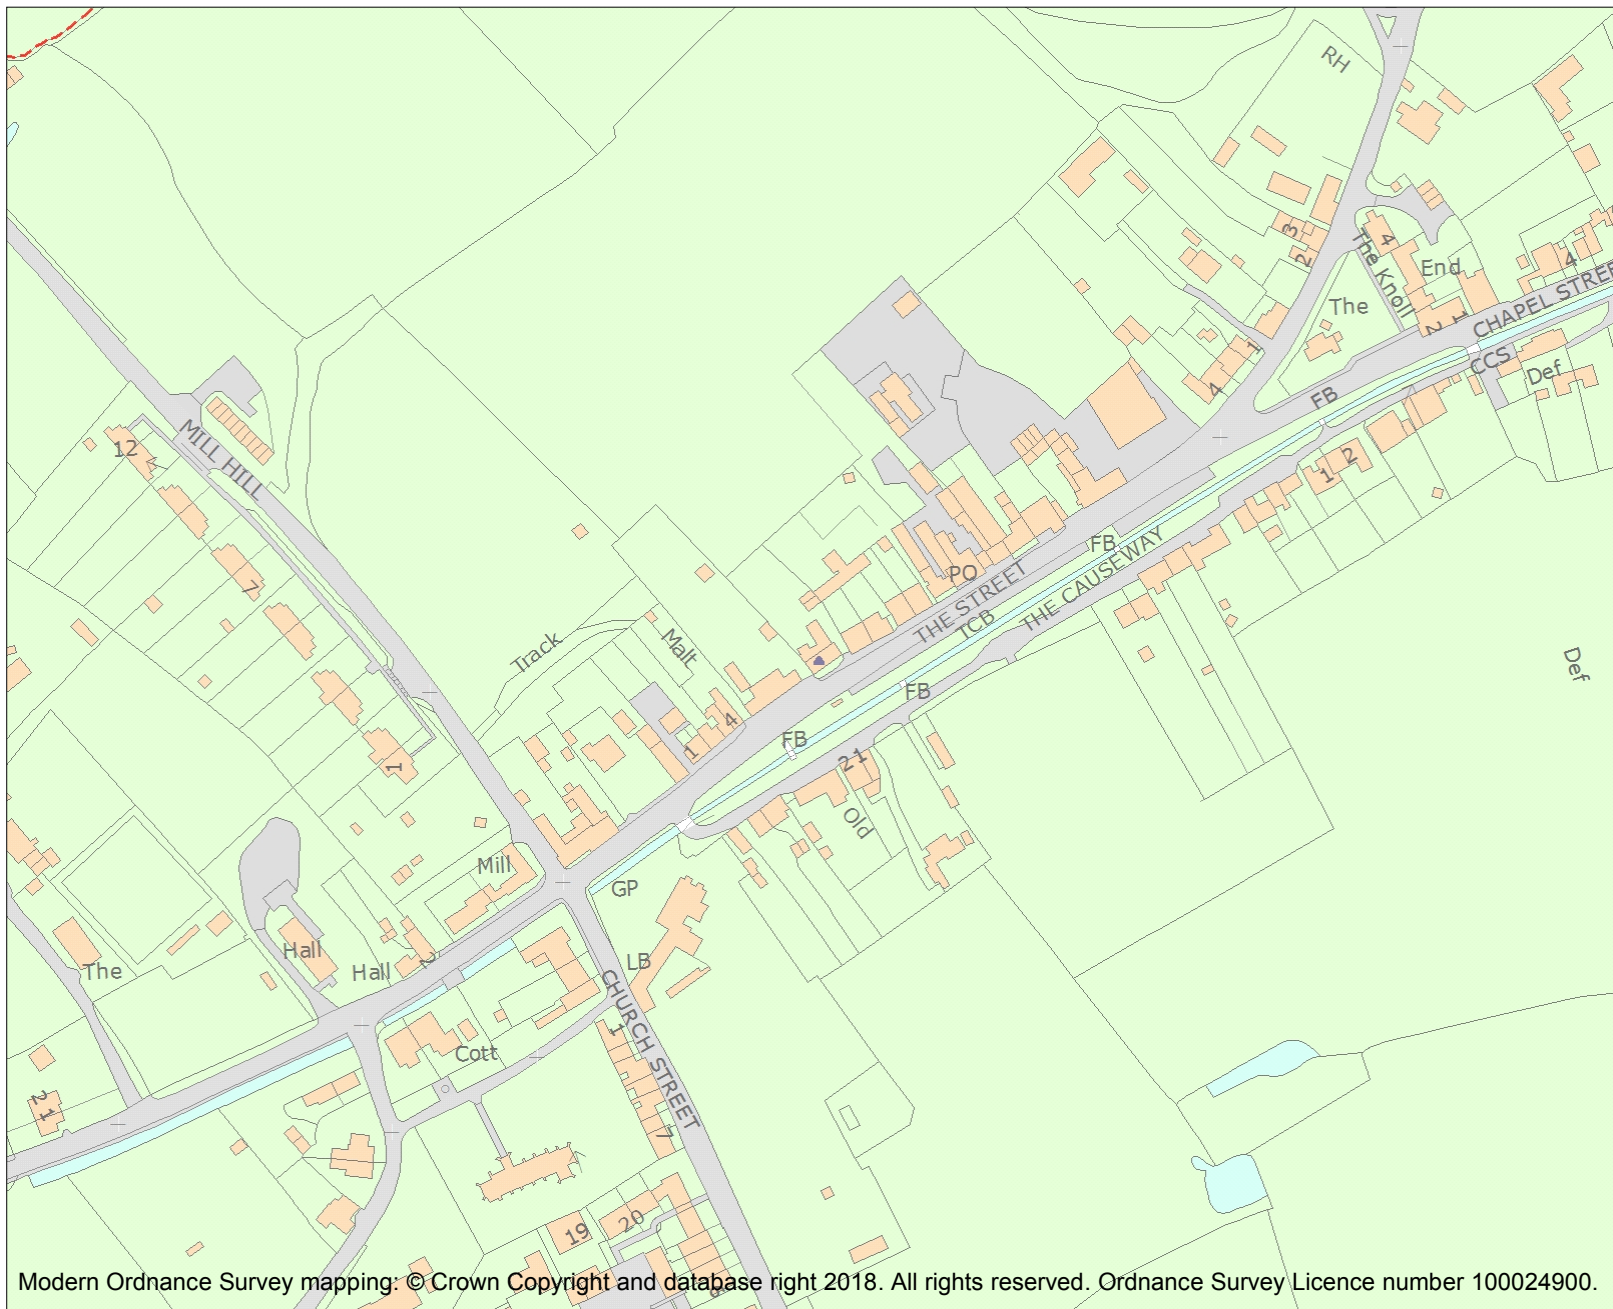 RH
3
2
4
The Knoll
End
4
The
2
1
CHAPEL STREE
CCS
Def
1
4
FB
12
MILL HILL
2
1
7
FB
PO
THE STREET
THE CAUSEWAY
TCB
Track
Malt
Def
FB
4
1
FB
1
2 1
Old
Mill
GP
Hall
Hall
2
LB
The
CHURCH STREET
1
Cott
2
1
7
20
19
Modern Ordnance Survey mapping: © Crown Copyright and database right 2018. All rights reserved. Ordnance Survey Licence number 100024900.